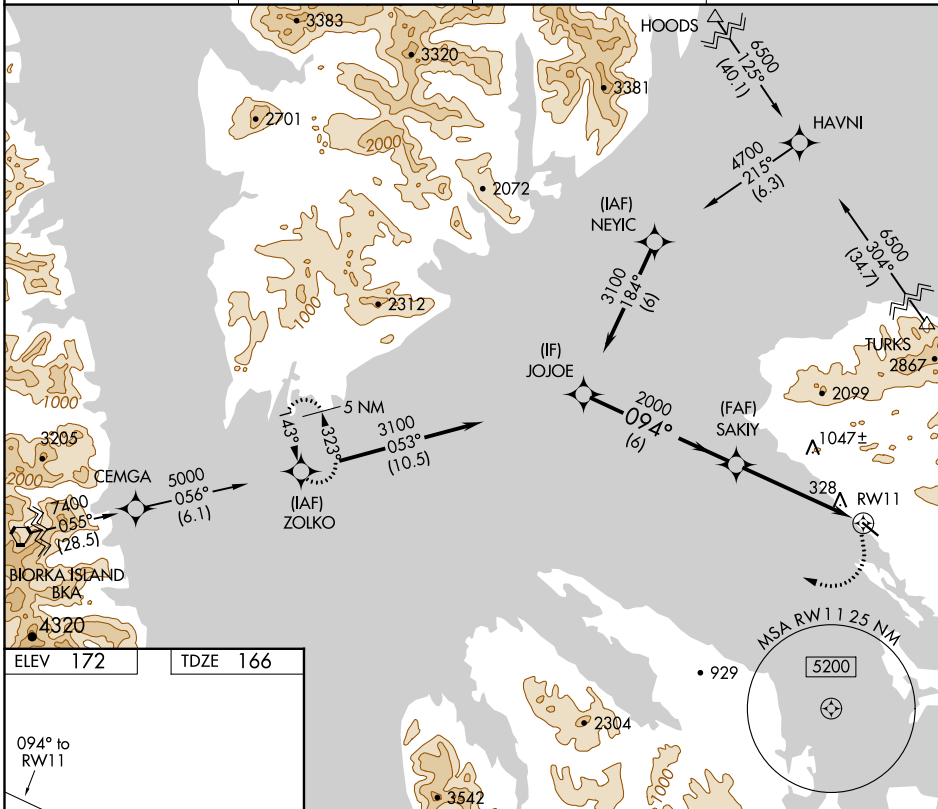 3383
HOODS
3320
6500
125°
(40.1)
3381
2701
HAVNI
2000
4700
215°
(6.3)
2072
(IAF)
NEYIC
6500
304°
(34.7)
3100
184°
(6)
1000
2312
TURKS
2867
(IF)
JOJOE
1000
2099
5 NM
2000
094°
(6)
(FAF)
SAKIY
143°
323°
3100
053°
(10.5)
3205
1047±
2000
CEMGA
5000
056°
(6.1)
(IAF)
ZOLKO
328
RW11
7400
055°
(28.5)
BIORKA ISLAND
BKA
4320
MSA RW11 25 NM
5200
ELEV 172
TDZE 166
929
2304
094° to
RW11
1000
3542